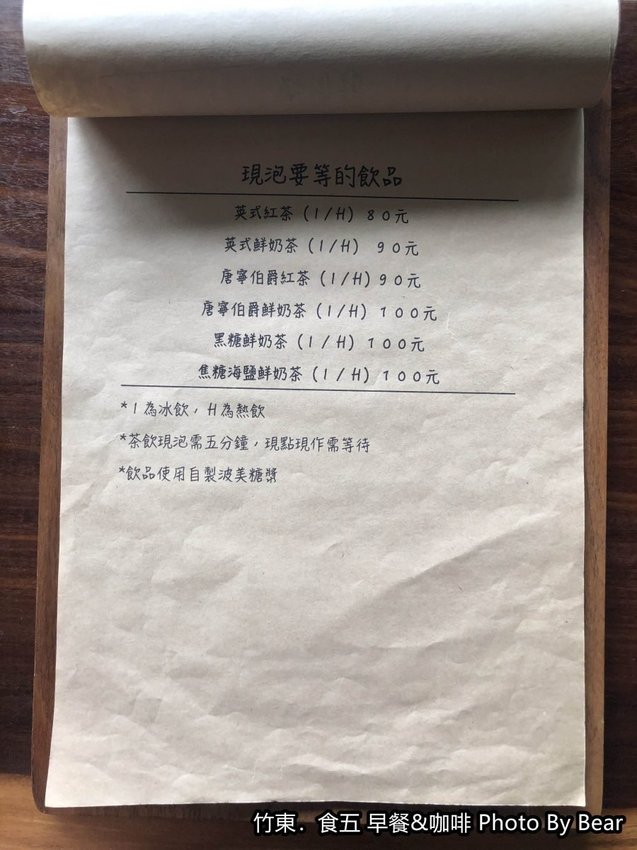 現泡要等的飲品
英式紅茶 (I/H) 80元
英式鮮奶茶 (I/H) 90元
唐寧伯爵紅茶 (I/H) 90元
唐寧伯爵鮮奶茶 (I/H) 100元
黑糖鮮奶茶 (I/H) 100元
焦糖海鹽鮮奶茶 (I/H) 100元
*I為冰飲，H為熱飲
*茶飲現泡需五分鐘，現點現作需等待
*飲品使用自製波美糖漿
竹東．食五 早餐&咖啡 Photo By Bear